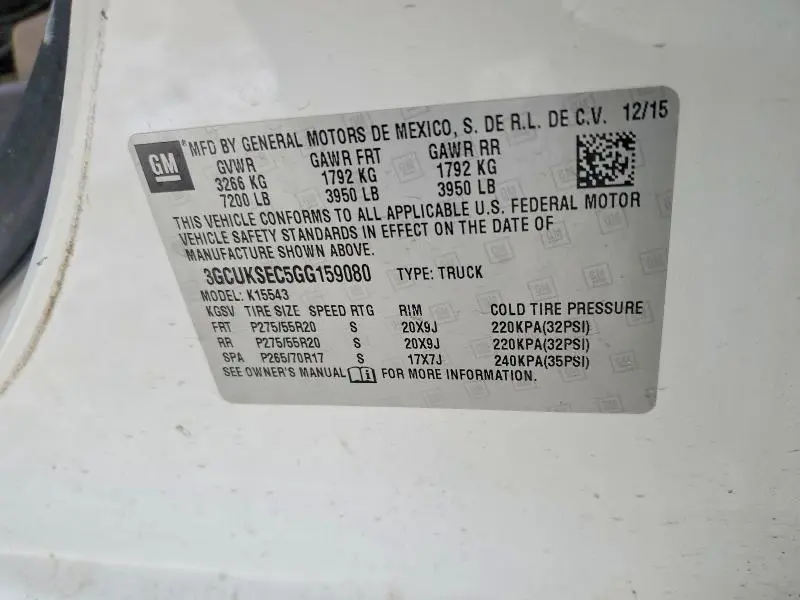 GM ®MFD BY GENERAL MOTORS DE MEXICO, S. DE R.L. DE C.V. 12/15
GVWR GAWR FRT GAWR RR
3266 KG 1792 KG 1792 KG
7200 LB 3950 LB 3950 LB
THIS VEHICLE CONFORMS TO ALL APPLICABLE U.S. FEDERAL MOTOR
VEHICLE SAFETY STANDARDS IN EFFECT ON THE DATE OF
MANUFACTURE SHOWN ABOVE.
3GCUKSEC5GG159080 TYPE: TRUCK
MODEL: K15543
KGSV TIRE SIZE SPEED RTG RIM COLD TIRE PRESSURE
FRT P275/55R20 S 20X9J 220KPA(32PSI)
RR P275/55R20 S 20X9J 220KPA(32PSI)
SPA P265/70R17 S 17X7J 240KPA(35PSI)
SEE OWNER'S MANUAL FOR MORE INFORMATION.